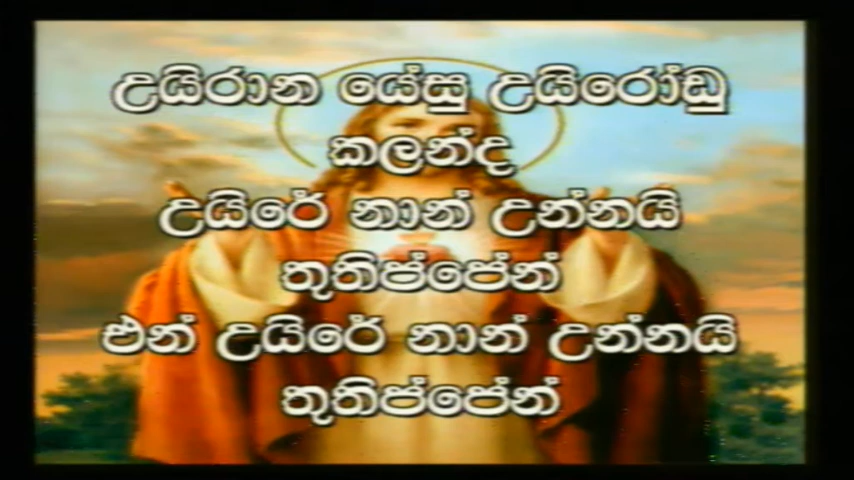 උයිරාන යේසු උයිරෝඩු
කලන්ද
උයිරේ නාන් උන්නයි
තුතිප්පේන්
එන් උයිරේ නාන් උන්නයි
තුතිප්පේන්